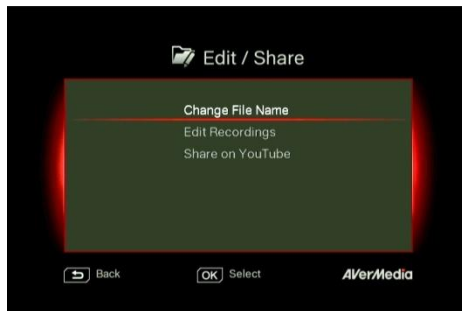 Edit / Share
Change File Name
Edit Recordings
Share on YouTube
Back OK Select AVerMedia